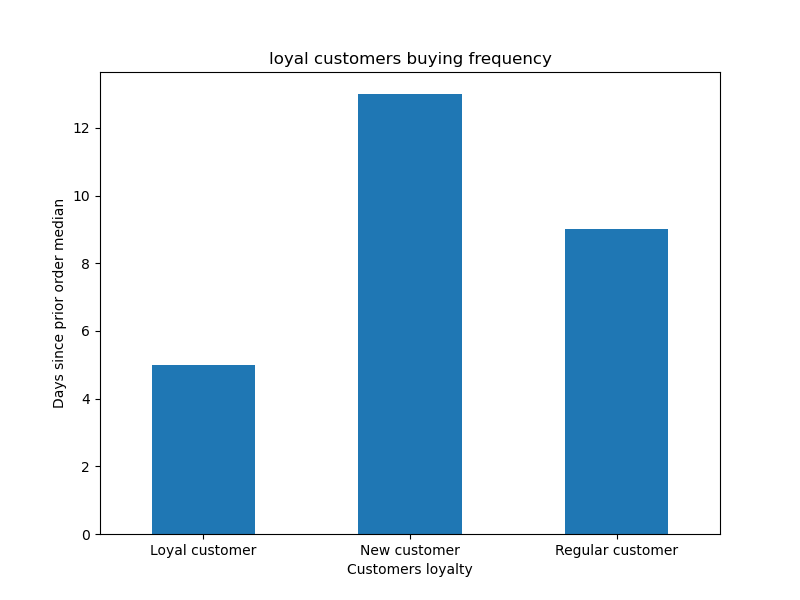 loyal customers buying frequency
Days since prior order median
12
10
8
6
4
2
0
Loyal customer New customer Regular customer
Customers loyalty